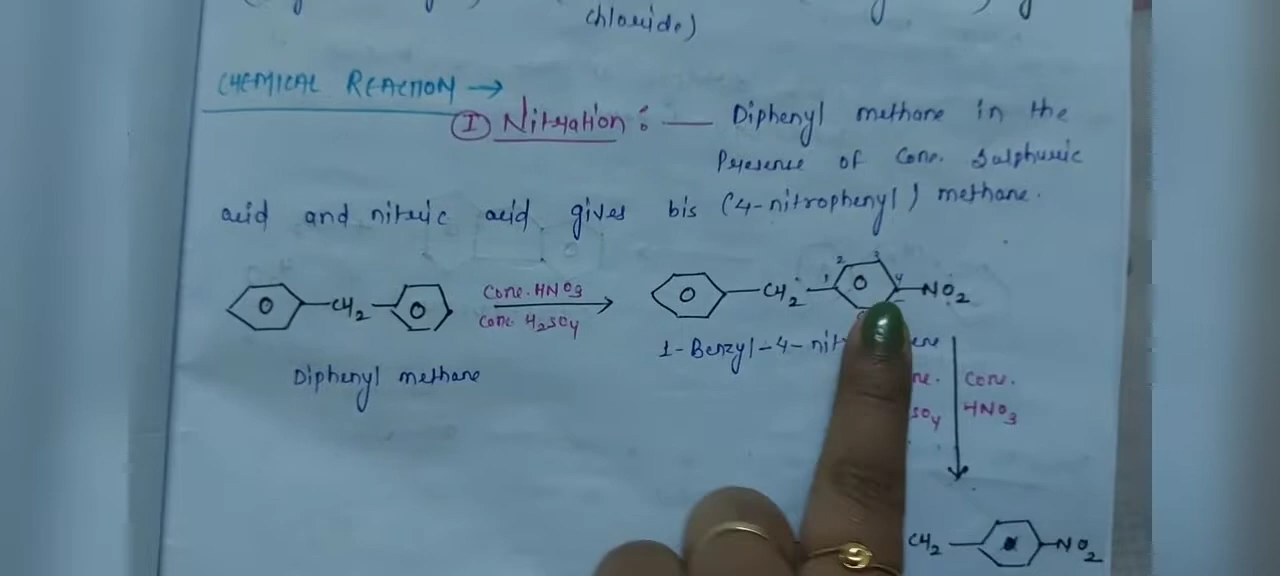 chloride)
CHEMICAL REACTION →
I Nitration : — Diphenyl methane in the
Presence of Conc. Sulphuric
acid and nitric acid gives bis (4-nitrophenyl) methane.
CH2
Conc. HNO3
Conc. H2SO4
CH2 1 2 3 4 NO2
Diphenyl methane
1-Benzyl-4-nit
Conc.
HNO3
SO4
CH2 NO2